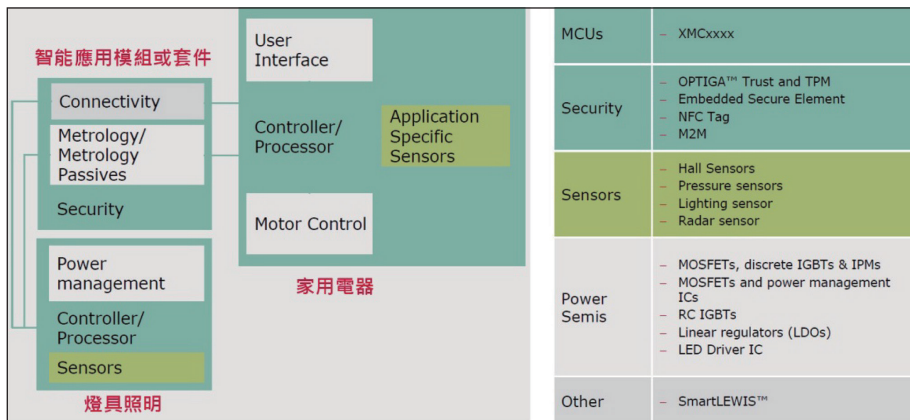 智能應用模組或套件
Connectivity
Metrology/
Metrology
Passives
Security
Power
management
Controller/
Processor
Sensors
燈具照明
User
Interface
Controller/
Processor
Application
Specific
Sensors
Motor Control
家用電器
MCUs
– XMCxxxx
Security
– OPTIGA™ Trust and TPM
– Embedded Secure Element
– NFC Tag
– M2M
Sensors
– Hall Sensors
– Pressure sensors
– Lighting sensor
– Radar sensor
Power
Semis
– MOSFETs, discrete IGBTs & IPMs
– MOSFETs and power management
ICs
– RC IGBTs
– Linear regulators (LDOs)
– LED Driver IC
Other
– SmartLEWIS™